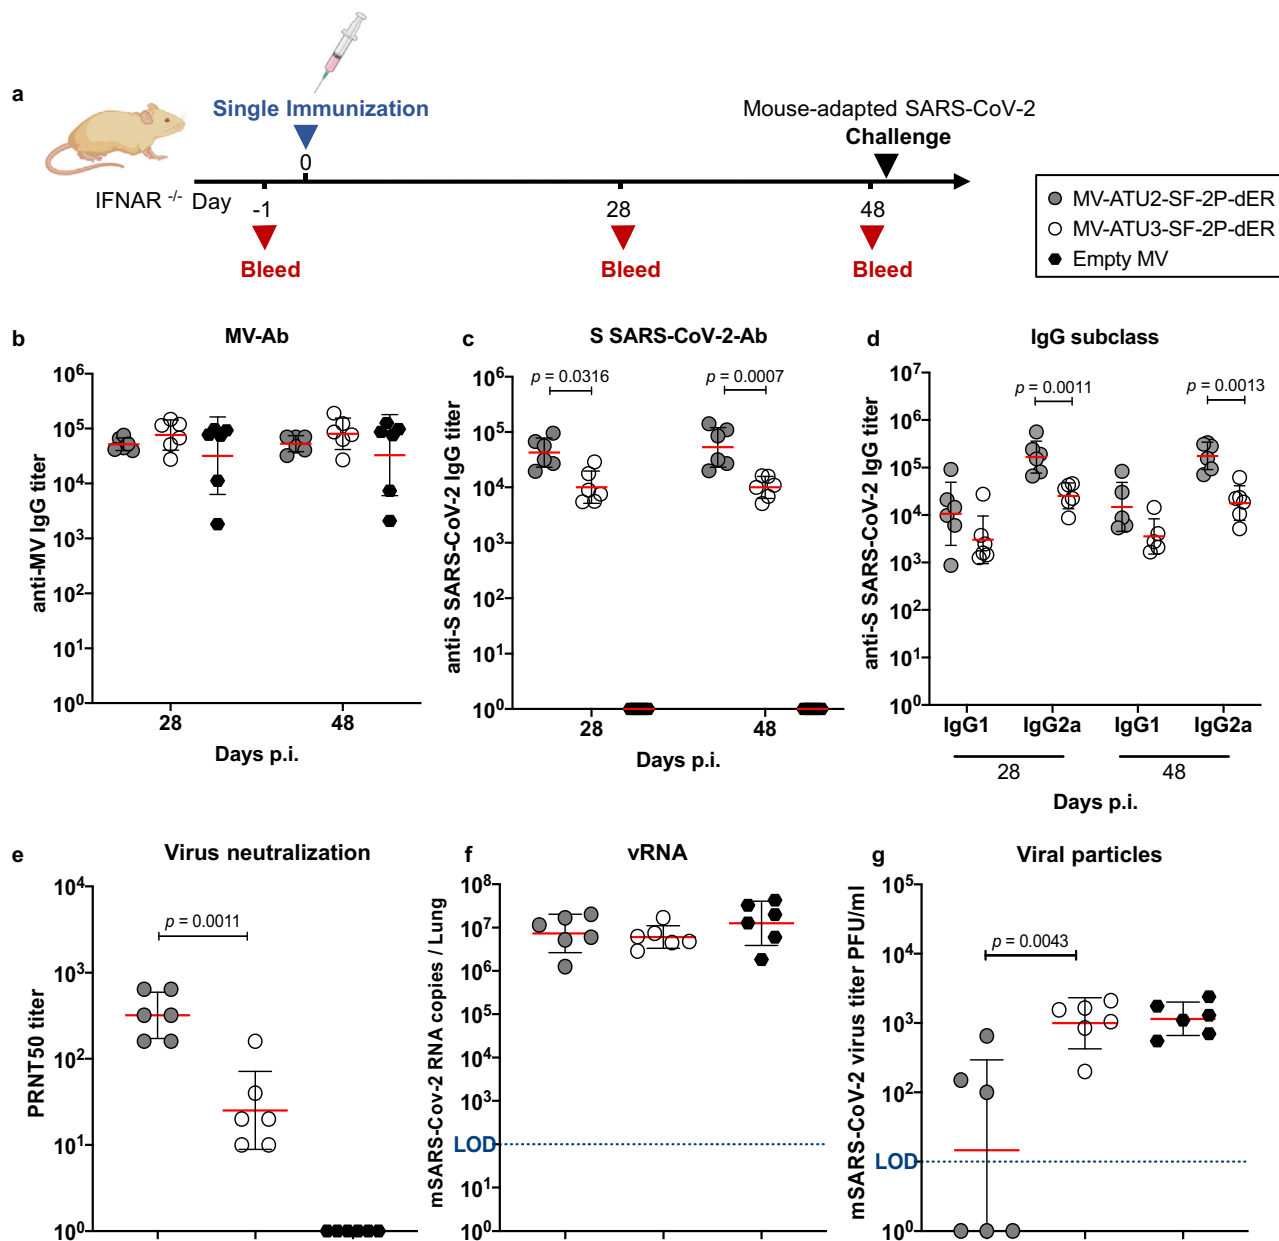 a
Single Immunization
Mouse-adapted SARS-CoV-2
Challenge
0
IFNAR -/- Day
-1
28
48
Bleed
Bleed
Bleed
MV-ATU2-SF-2P-dER
MV-ATU3-SF-2P-dER
Empty MV
b
MV-Ab
anti-MV IgG titer
10^6
10^5
10^4
10^3
10^2
10^1
10^0
28
48
Days p.i.
c
S SARS-CoV-2-Ab
anti-S SARS-CoV-2 IgG titer
p = 0.0316
p = 0.0007
10^6
10^5
10^4
10^3
10^2
10^1
10^0
28
48
Days p.i.
d
IgG subclass
anti-S SARS-CoV-2 IgG titer
p = 0.0011
p = 0.0013
10^7
10^6
10^5
10^4
10^3
10^2
10^1
10^0
IgG1
IgG2a
IgG1
IgG2a
28
48
Days p.i.
e
Virus neutralization
PRNT50 titer
p = 0.0011
10^4
10^3
10^2
10^1
10^0
f
vRNA
mSARS-Cov-2 RNA copies / Lung
10^8
10^7
10^6
10^5
10^4
10^3
LOD
10^1
10^0
g
Viral particles
mSARS-CoV-2 virus titer PFU/ml
p = 0.0043
10^5
10^4
10^3
10^2
LOD
10^0